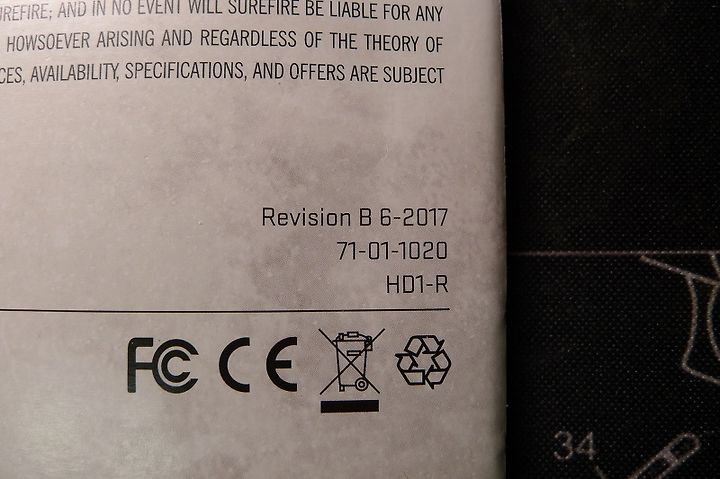 UREFIRE; AND IN NO EVENT WILL SUREFIRE BE LIABLE FOR ANY
HOWSOEVER ARISING AND REGARDLESS OF THE THEORY OF
CES, AVAILABILITY, SPECIFICATIONS, AND OFFERS ARE SUBJECT
Revision B 6-2017
71-01-1020
HD1-R
FC CE
34